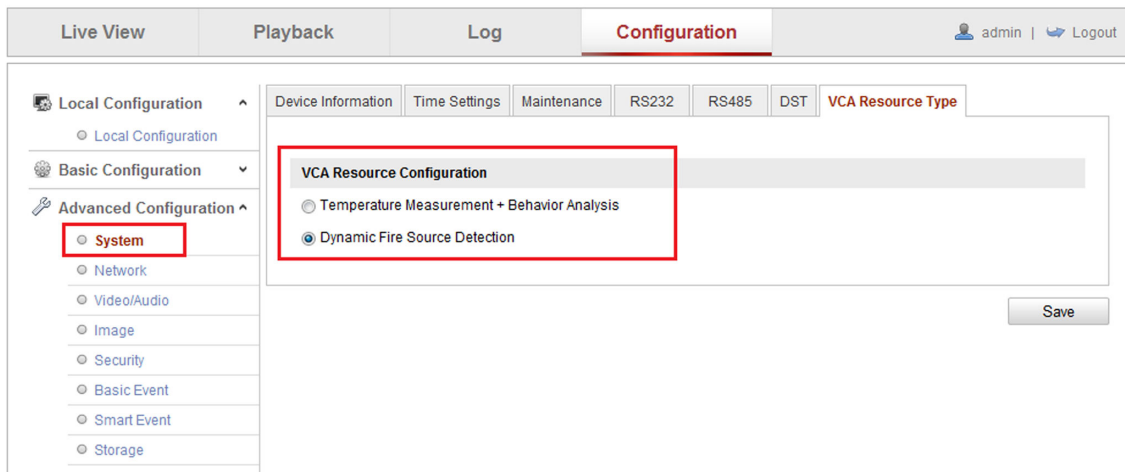 Live View Playback Log Configuration admin | Logout
Local Configuration
Local Configuration
Basic Configuration
Advanced Configuration
System
Network
Video/Audio
Image
Security
Basic Event
Smart Event
Storage
Device Information Time Settings Maintenance RS232 RS485 DST VCA Resource Type
VCA Resource Configuration
Temperature Measurement + Behavior Analysis
Dynamic Fire Source Detection
Save